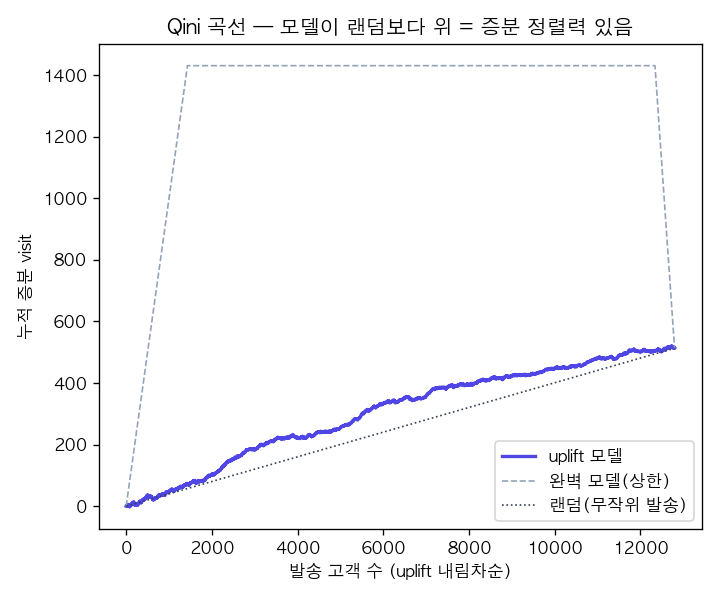 Qini 곡선 — 모델이 랜덤보다 위 = 증분 정렬력 있음
누적 증분 visit
1400
1200
1000
800
600
400
200
0
0 2000 4000 6000 8000 10000 12000
발송 고객 수 (uplift 내림차순)
uplift 모델
완벽 모델(상한)
랜덤(무작위 발송)